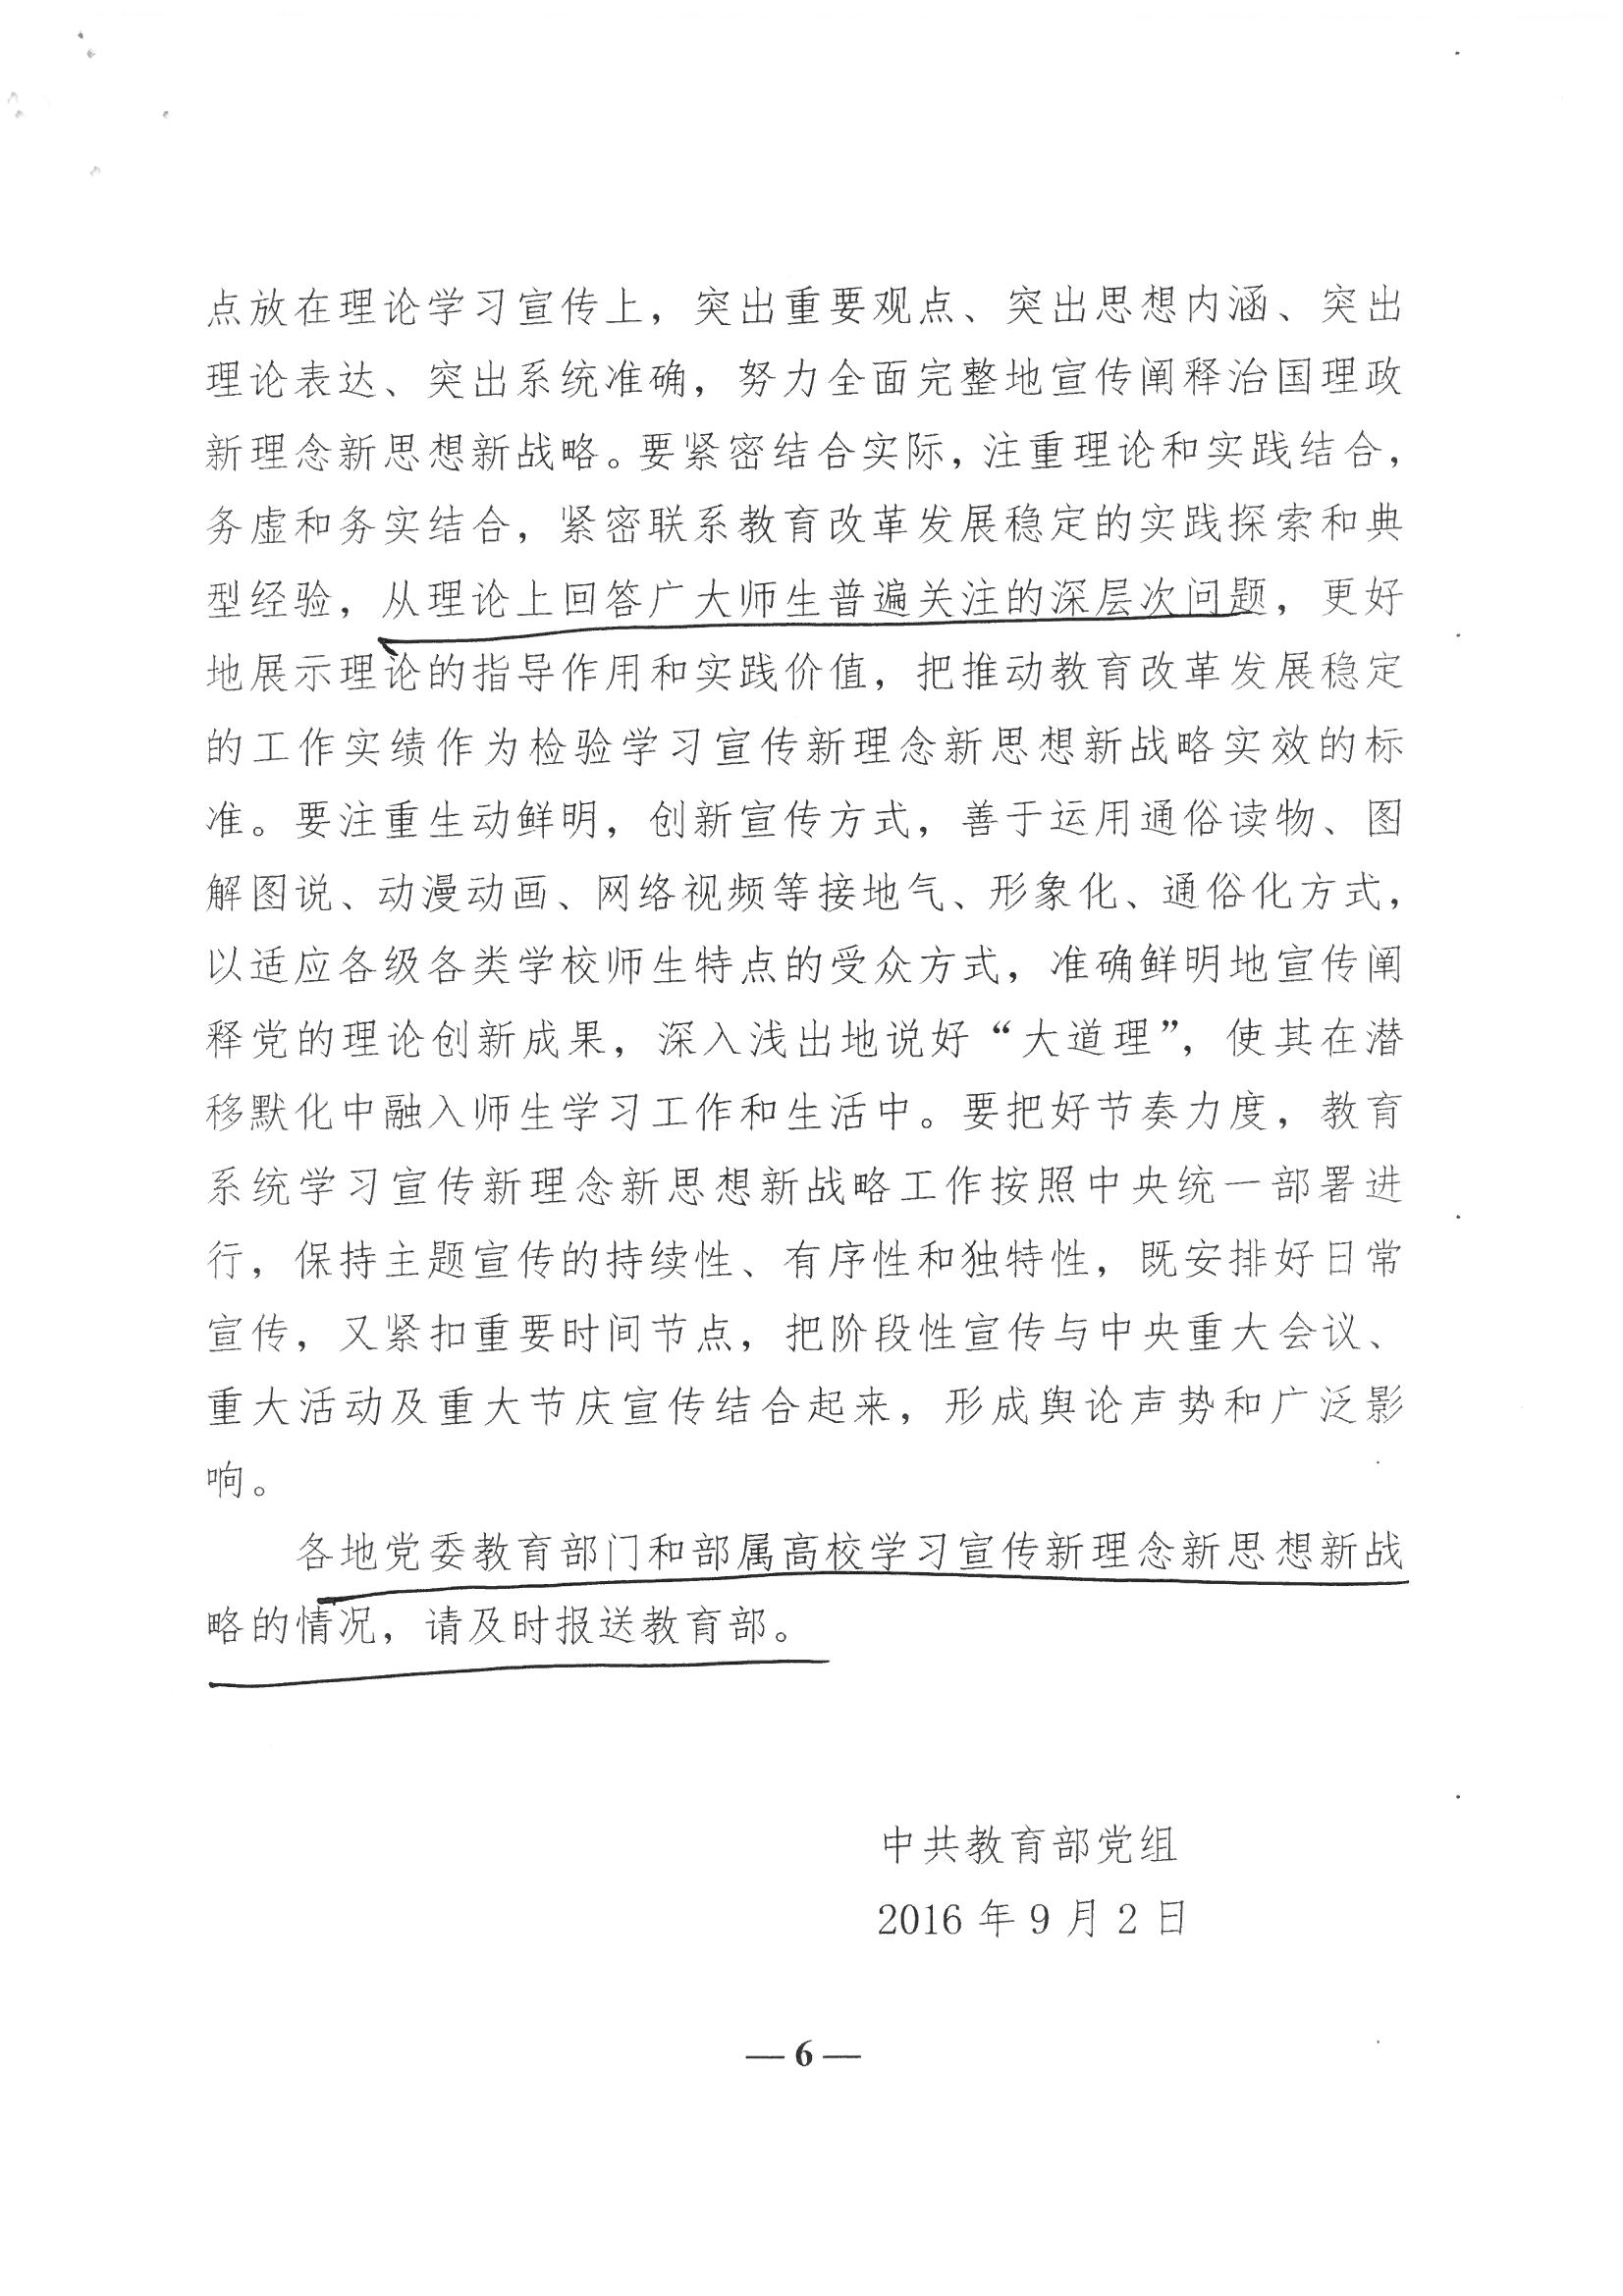 点放在理论学习宣传上，突出重要观点、突出思想内涵、突出
理论表达、突出系统准确，努力全面完整地宣传阐释治国理政
新理念新思想新战略。要紧密结合实际，注重理论和实践结合，
务虚和务实结合，紧密联系教育改革发展稳定的实践探索和典
型经验，从理论上回答广大师生普遍关注的深层次问题，更好
地展示理论的指导作用和实践价值，把推动教育改革发展稳定
的工作实绩作为检验学习宣传新理念新思想新战略实效的标
准。要注重生动鲜明，创新宣传方式，善于运用通俗读物、图
解图说、动漫动画、网络视频等接地气、形象化、通俗化方式，
以适应各级各类学校师生特点的受众方式，准确鲜明地宣传阐
释党的理论创新成果，深入浅出地说好“大道理”，使其在潜
移默化中融入师生学习工作和生活中。要把好节奏力度，教育
系统学习宣传新理念新思想新战略工作按照中央统一部署进
行，保持主题宣传的持续性、有序性和独特性，既安排好日常
宣传，又紧扣重要时间节点，把阶段性宣传与中央重大会议、
重大活动及重大节庆宣传结合起来，形成舆论声势和广泛影
响。
各地党委教育部门和部属高校学习宣传新理念新思想新战
略的情况，请及时报送教育部。
中共教育部党组
2016年9月2日
— 6 —